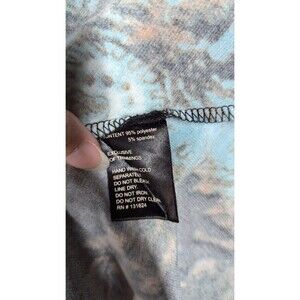 CONTENT 95% polyester
5% spandex
EXCLUSIVE
OF TRIMMINGS
HAND WASH COLD
SEPARATELY
DO NOT BLEACH
LINE DRY.
DO NOT IRON.
DO NOT DRY CLEAN
RN # 131624